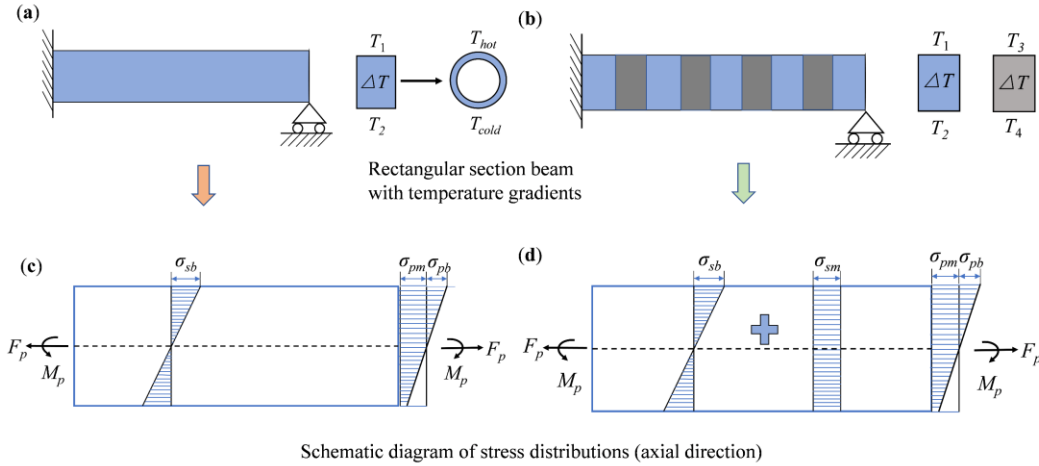 (a)
T1
ΔT
T2
Thot
Tcold
(b)
T1
ΔT
T2
T3
ΔT
T4
Rectangular section beam
with temperature gradients
(c)
σsb
σpm σpb
Fp
Mp
Mp
Fp
(d)
σsb
σsm
σpm σpb
Fp
Mp
Mp
Fp
Schematic diagram of stress distributions (axial direction)